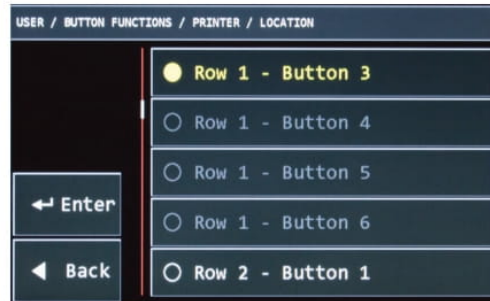 USER / BUTTON FUNCTIONS / PRINTER / LOCATION
Row 1 - Button 3
Row 1 - Button 4
Row 1 - Button 5
Row 1 - Button 6
Row 2 - Button 1
Enter
Back